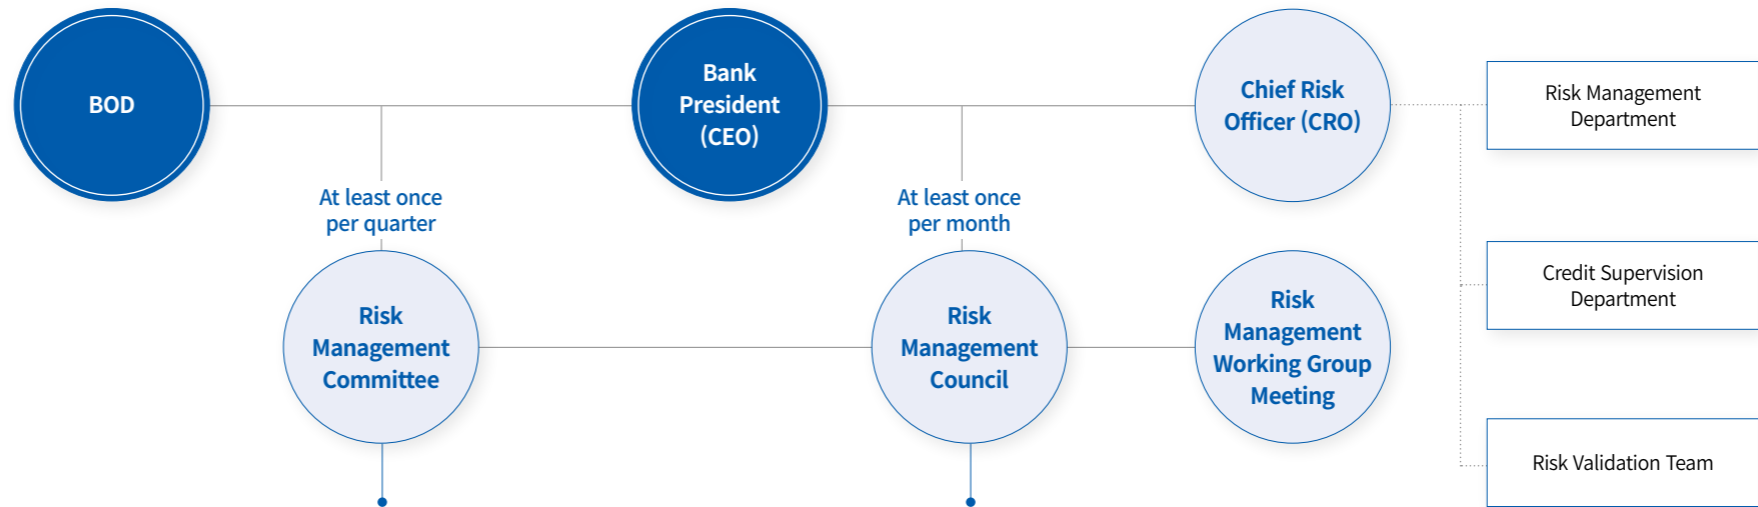 BOD
Bank
President
(CEO)
Chief Risk
Officer (CRO)
Risk Management
Department
At least once
per quarter
At least once
per month
Risk
Management
Committee
Risk
Management
Council
Risk
Management
Working Group
Meeting
Credit Supervision
Department
Risk Validation Team